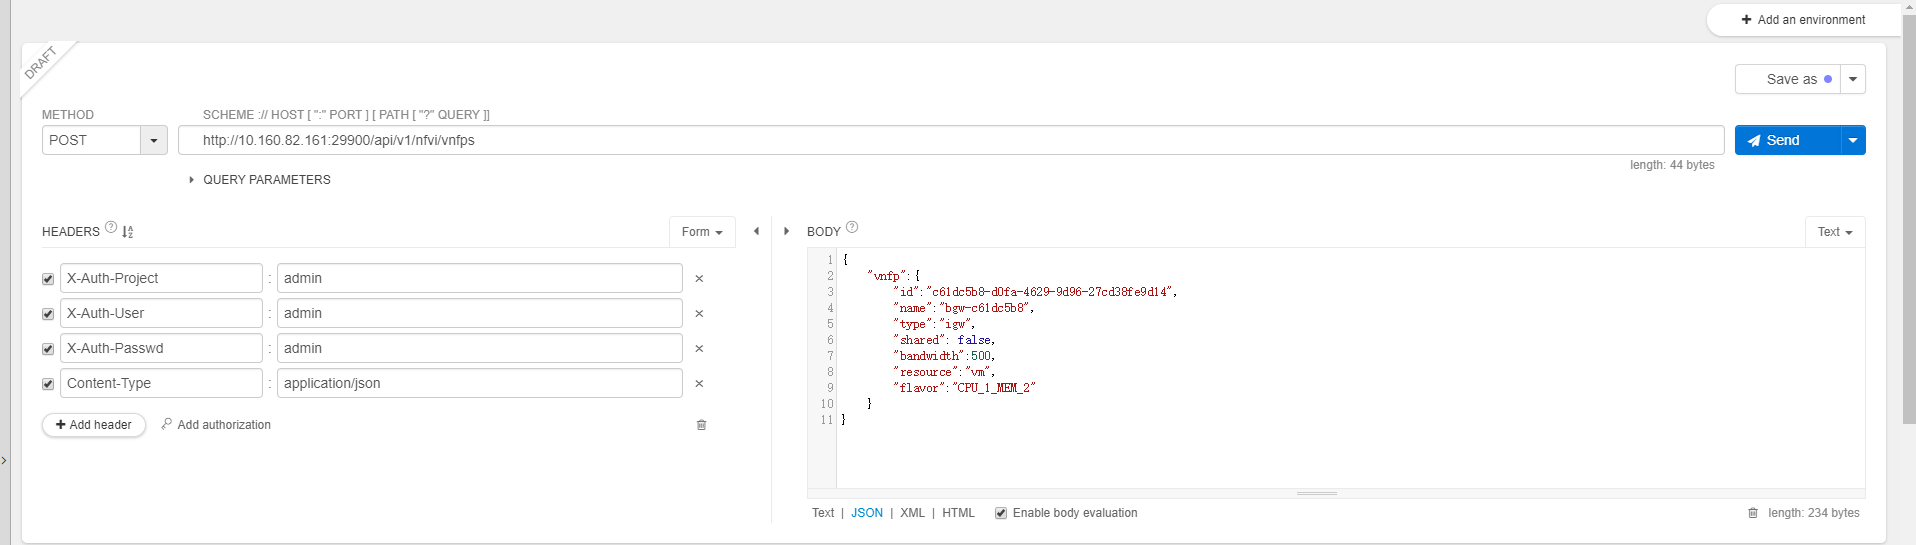 Add an environment
DRAFT
Save as
METHOD
SCHEME :// HOST [ ":" PORT ] [ PATH [ "?" QUERY ]]
POST
http://10.160.82.161:29900/api/v1/nfvi/vnfps
Send
length: 44 bytes
QUERY PARAMETERS
HEADERS
Form
BODY
Text
X-Auth-Project : admin
X-Auth-User : admin
X-Auth-Passwd : admin
Content-Type : application/json
Add header
Add authorization
1 {
2 "vnfp":{
3 "id":"c61dc5b8-d0fa-4629-9d96-27cd38fe9d14",
4 "name":"bgw-c61dc5b8",
5 "type":"igw",
6 "shared": false,
7 "bandwidth":500,
8 "resource":"vm",
9 "flavor":"CPU_1_MEM_2"
10 }
11 }
Text | JSON | XML | HTML Enable body evaluation
length: 234 bytes